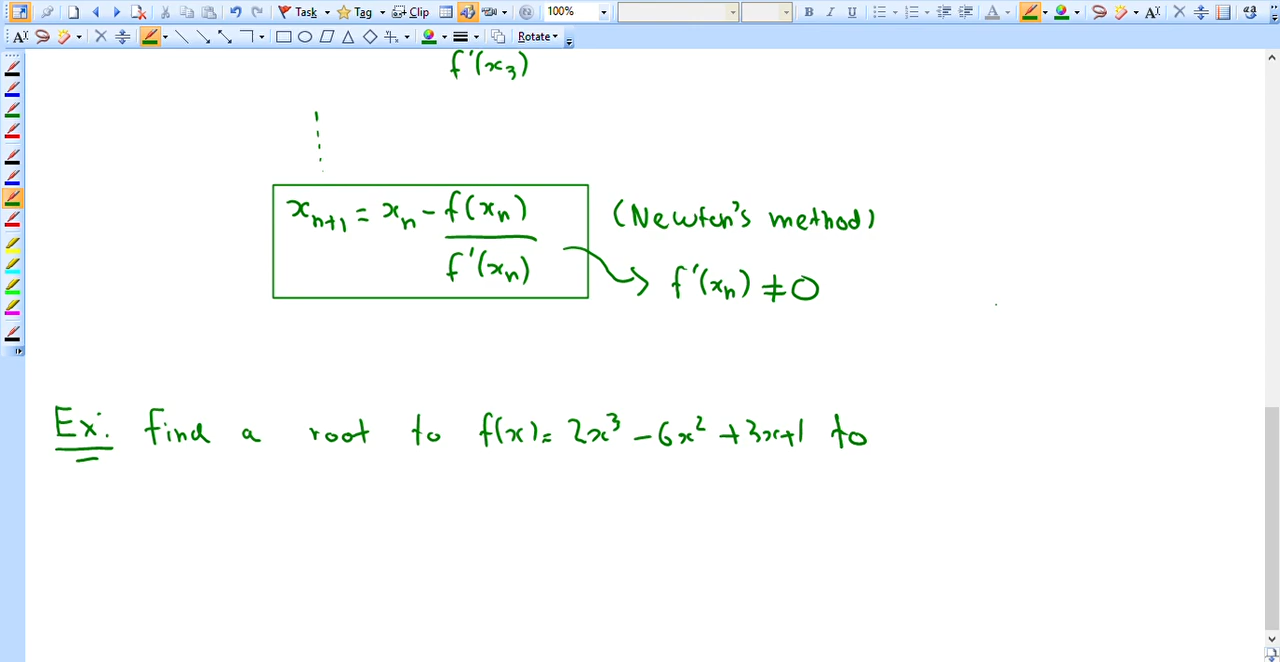 Task Tag Clip 100% B I U
Rotate
f'(x₃)
xₙ₊₁ = xₙ - f(xₙ) / f'(xₙ) (Newton's method)
f'(xₙ) ≠ 0
Ex: find a root to f(x) = 2x³ - 6x² + 3x + 1 to